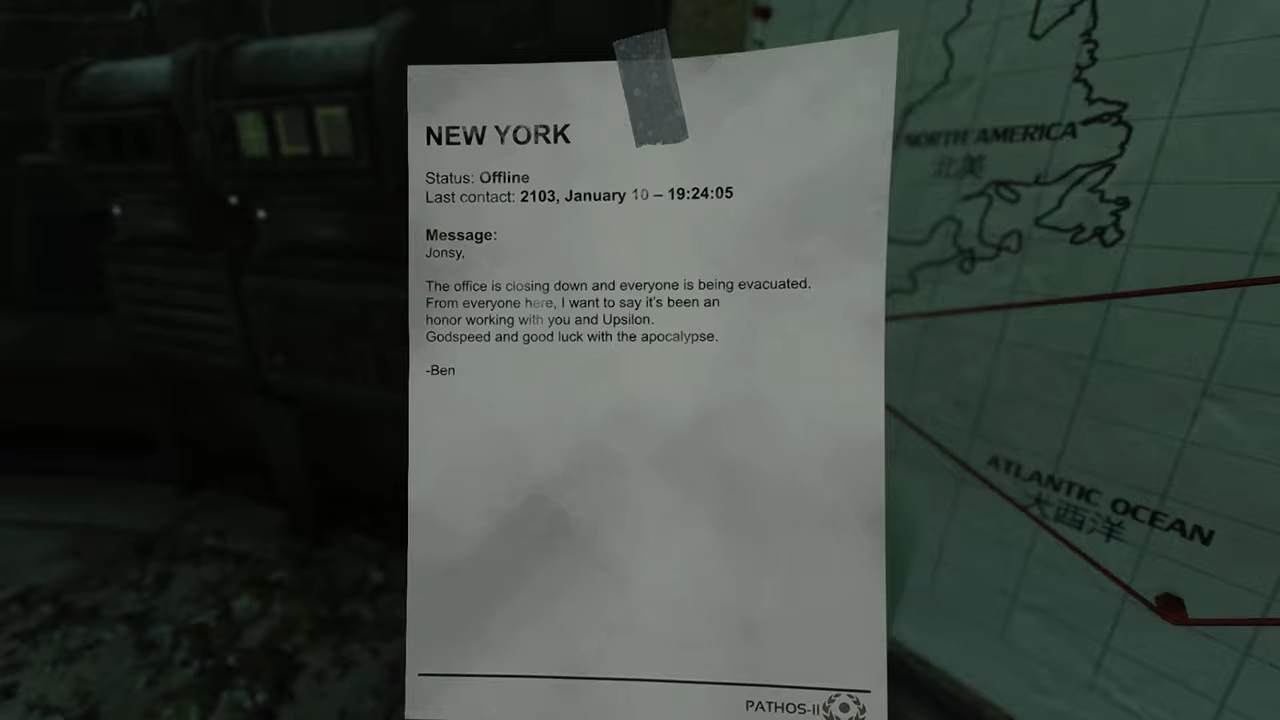 NEW YORK
Status: Offline
Last contact: 2103, January 10 – 19:24:05
Message:
Jonsy,
The office is closing down and everyone is being evacuated.
From everyone here, I want to say it's been an
honor working with you and Upsilon.
Godspeed and good luck with the apocalypse.
-Ben
PATHOS-II
NORTH AMERICA
北美
ATLANTIC OCEAN
大西洋